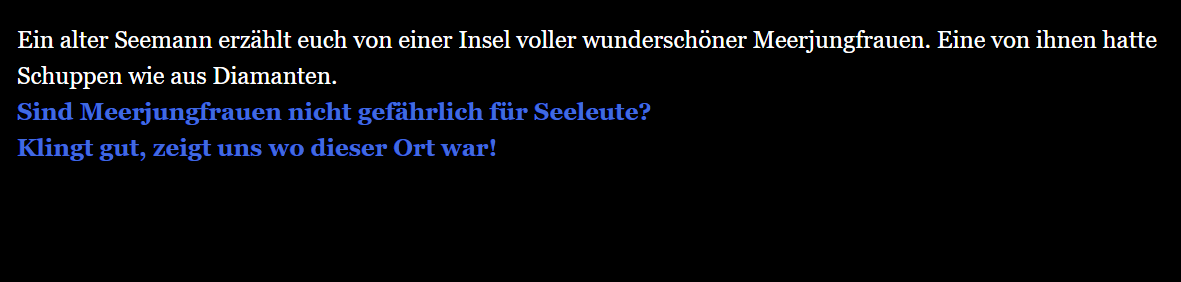 Ein alter Seemann erzählt euch von einer Insel voller wunderschöner Meerjungfrauen. Eine von ihnen hatte
Schuppen wie aus Diamanten.
Sind Meerjungfrauen nicht gefährlich für Seeleute?
Klingt gut, zeigt uns wo dieser Ort war!